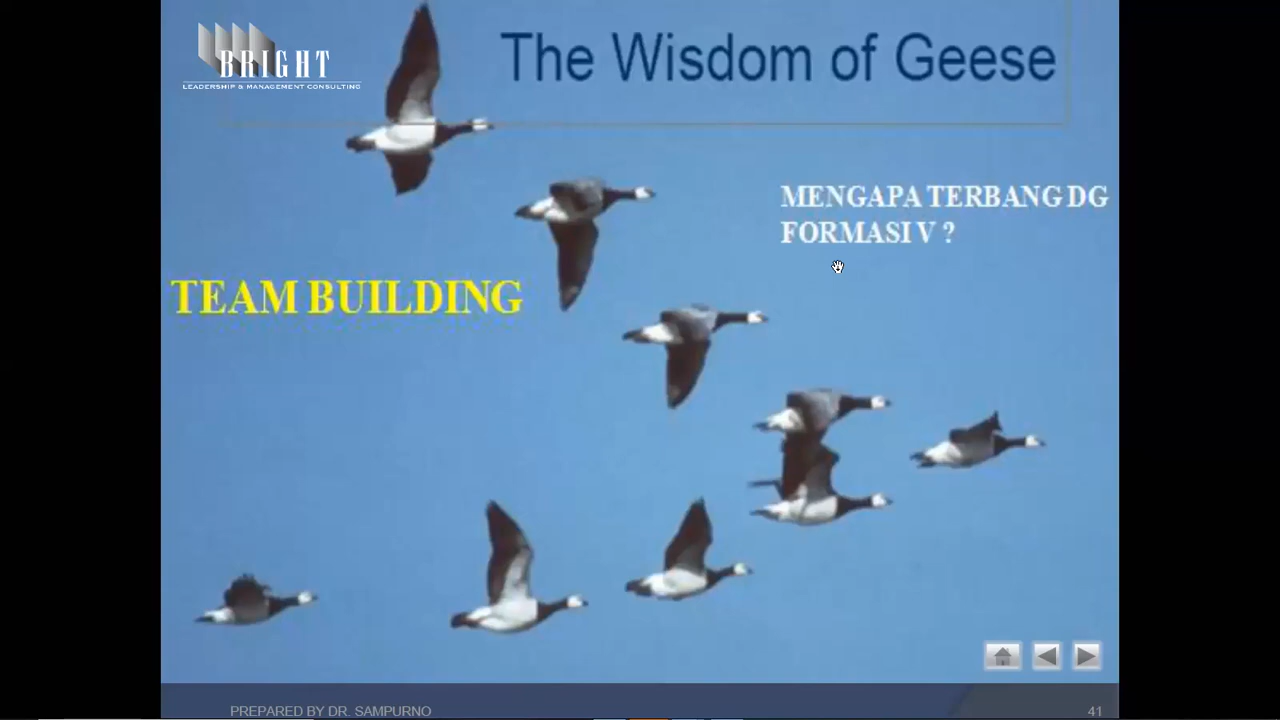 BRIGHT
LEADERSHIP & MANAGEMENT CONSULTING
The Wisdom of Geese
MENGAPA TERBANG DG
FORMASI V ?
TEAM BUILDING
PREPARED BY DR. SAMPURNO
41